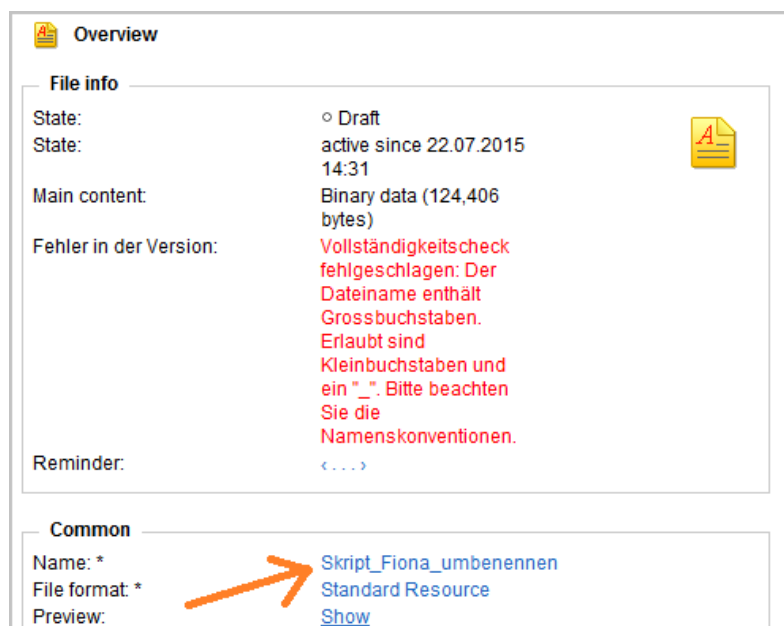 Overview
File info
State: ○ Draft
State: active since 22.07.2015
14:31
Main content: Binary data (124,406
bytes)
Fehler in der Version: Vollständigkeitscheck
fehlgeschlagen: Der
Dateiname enthält
Grossbuchstaben.
Erlaubt sind
Kleinbuchstaben und
ein "_". Bitte beachten
Sie die
Namenskonventionen.
Reminder: ‹ . . . ›
Common
Name: * Skript_Fiona_umbenennen
File format: * Standard Resource
Preview: Show